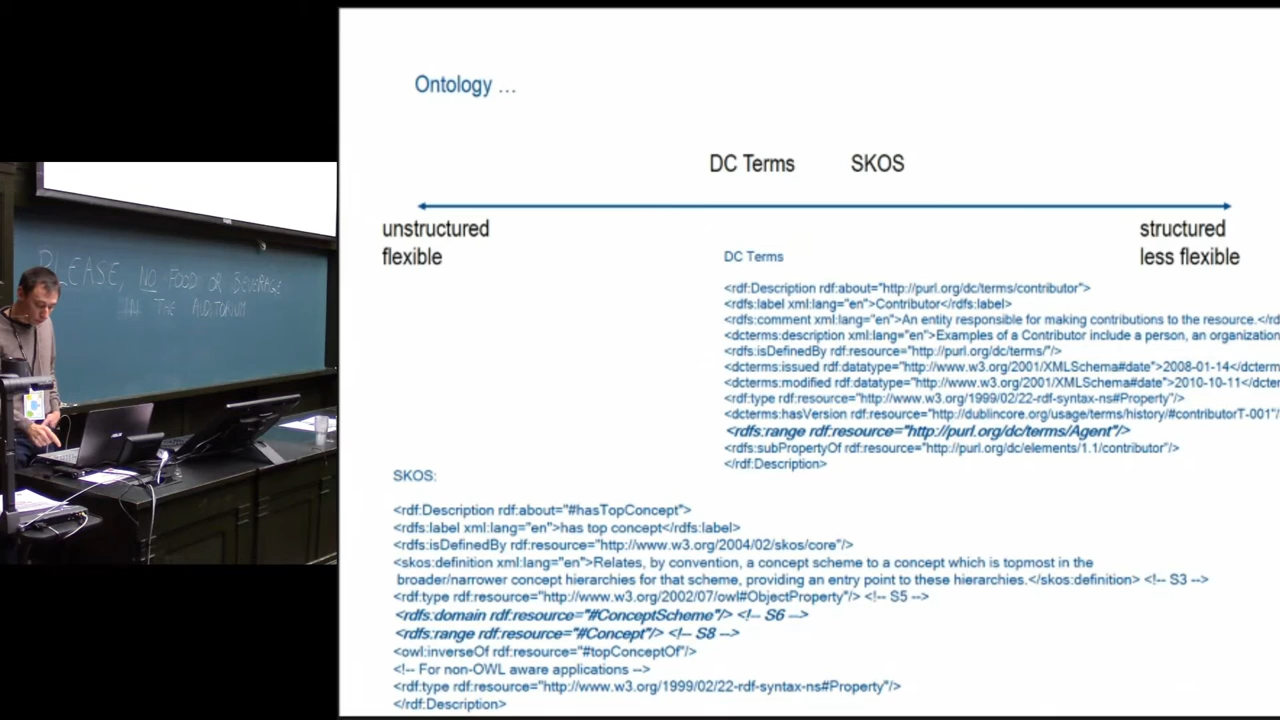 Ontology …
DC Terms
SKOS
unstructured
flexible
structured
less flexible
DC Terms
<rdf:Description rdf:about="http://purl.org/dc/terms/contributor">
<rdfs:label xml:lang="en">Contributor</rdfs:label>
<rdfs:comment xml:lang="en">An entity responsible for making contributions to the resource.</rd
<dcterms:description xml:lang="en">Examples of a Contributor include a person, an organization
<rdfs:isDefinedBy rdf:resource="http://purl.org/dc/terms/"/>
<dcterms:issued rdf:datatype="http://www.w3.org/2001/XMLSchema#date">2008-01-14</dcterm
<dcterms:modified rdf:datatype="http://www.w3.org/2001/XMLSchema#date">2010-10-11</dcter
<rdf:type rdf:resource="http://www.w3.org/1999/02/22-rdf-syntax-ns#Property"/>
<dcterms:hasVersion rdf:resource="http://dublincore.org/usage/terms/history/#contributorT-001"/
<rdfs:range rdf:resource="http://purl.org/dc/terms/Agent"/>
<rdfs:subPropertyOf rdf:resource="http://purl.org/dc/elements/1.1/contributor"/>
</rdf:Description>
SKOS:
<rdf:Description rdf:about="#hasTopConcept">
<rdfs:label xml:lang="en">has top concept</rdfs:label>
<rdfs:isDefinedBy rdf:resource="http://www.w3.org/2004/02/skos/core"/>
<skos:definition xml:lang="en">Relates, by convention, a concept scheme to a concept which is topmost in the
broader/narrower concept hierarchies for that scheme, providing an entry point to these hierarchies.</skos:definition> <!-- S3 -->
<rdf:type rdf:resource="http://www.w3.org/2002/07/owl#ObjectProperty"/> <!-- S5 -->
<rdfs:domain rdf:resource="#ConceptScheme"/> <!-- S6 -->
<rdfs:range rdf:resource="#Concept"/> <!-- S8 -->
<owl:inverseOf rdf:resource="#topConceptOf"/>
<!-- For non-OWL aware applications -->
<rdf:type rdf:resource="http://www.w3.org/1999/02/22-rdf-syntax-ns#Property"/>
</rdf:Description>
PLEASE, NO FOOD OR BEVERAGE
IN THE AUDITORIUM
ASUS